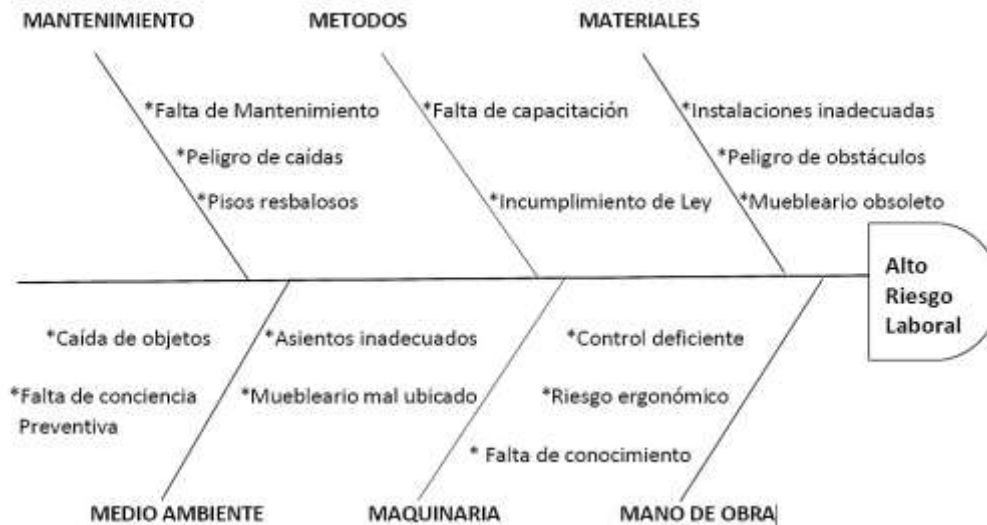 MANTENIMIENTO
METODOS
MATERIALES
*Falta de Mantenimiento
*Peligro de caídas
*Pisos resbalosos
*Falta de capacitación
*Incumplimiento de Ley
*Instalaciones inadecuadas
*Peligro de obstáculos
*Muebleario obsoleto
Alto
Riesgo
Laboral
*Caída de objetos
*Falta de conciencia
Preventiva
*Asientos inadecuados
*Muebleario mal ubicado
*Control deficiente
*Riesgo ergonómico
* Falta de conocimiento
MEDIO AMBIENTE
MAQUINARIA
MANO DE OBRA